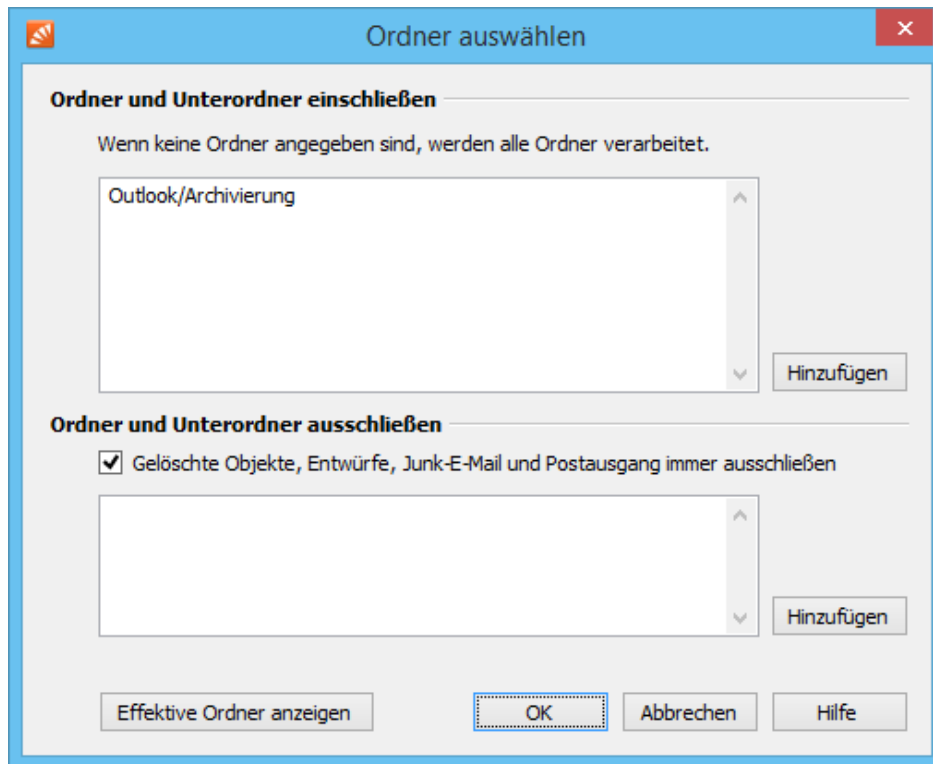 Ordner auswählen
Ordner und Unterordner einschließen
Wenn keine Ordner angegeben sind, werden alle Ordner verarbeitet.
Outlook/Archivierung
Hinzufügen
Ordner und Unterordner ausschließen
Gelöschte Objekte, Entwürfe, Junk-E-Mail und Postausgang immer ausschließen
Hinzufügen
Effektive Ordner anzeigen OK Abbrechen Hilfe